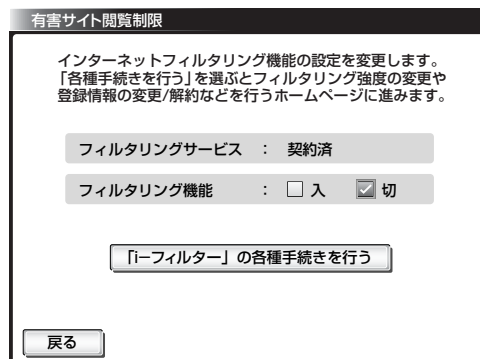 有害サイト閲覧制限
インターネットフィルタリング機能の設定を変更します。
「各種手続きを行う」を選ぶとフィルタリング強度の変更や
登録情報の変更/解約などを行うホームページに進みます。
フィルタリングサービス : 契約済
フィルタリング機能 : 入 切
「i−フィルター」の各種手続きを行う
戻る